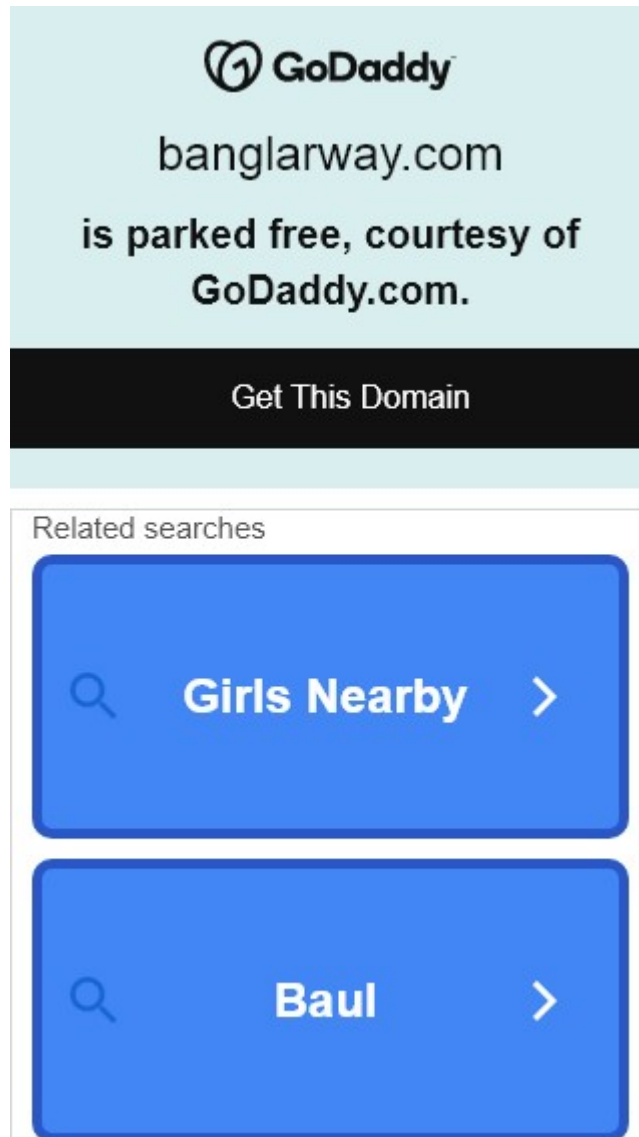 GoDaddy
banglarway.com
is parked free, courtesy of
GoDaddy.com.
Get This Domain
Related searches
Girls Nearby
Baul